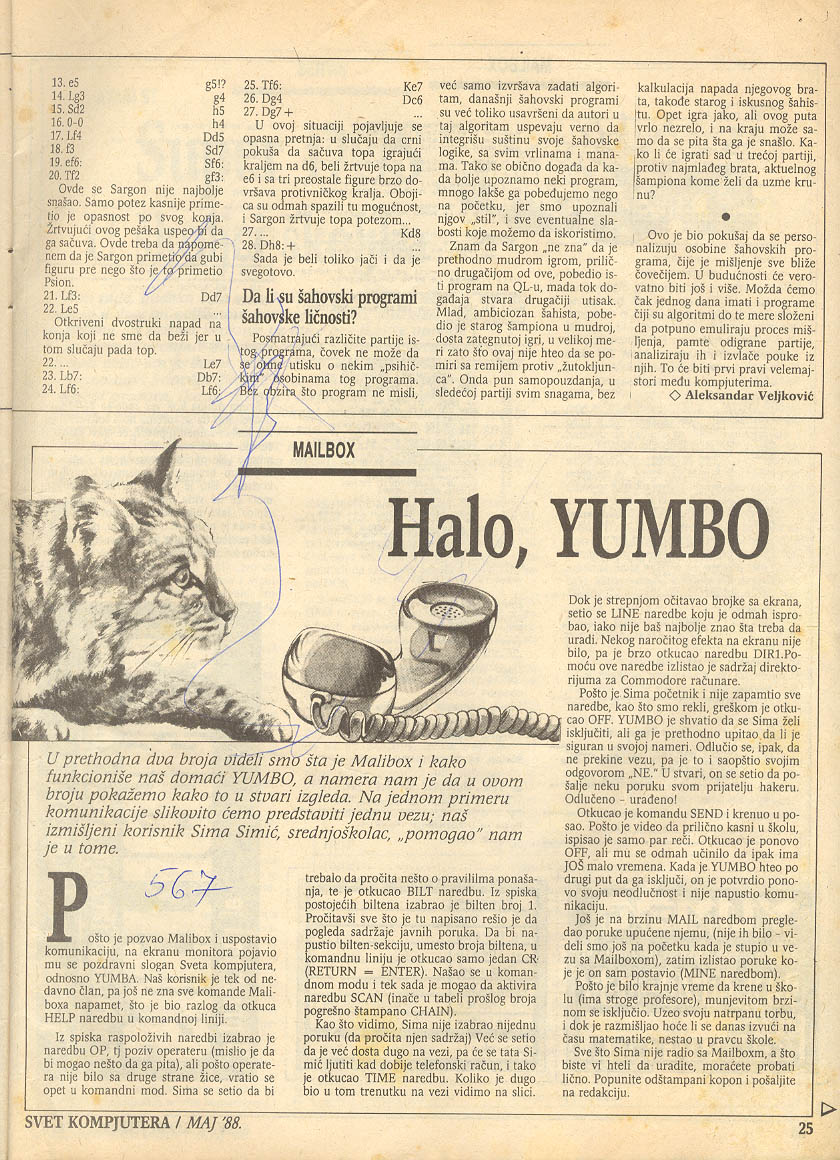 13. e5 g5!?
14. Lg3 g4
15. Sd2 h5
16. 0-0 h4
17. Lf4 Dd5
18. f3 Sd7
19. ef6: Sf6:
20. Tf2 gf3:
Ovde se Sargon nije najbolje
snašao. Samo potez kasnije prime-
tio je opasnost po svog konja.
Žrtvujući ovog pešaka uspeo bi da
ga sačuva. Ovde treba da napome-
nem da je Sargon primetio da gubi
figuru pre nego što je to primetio
Psion.
21. Lf3: Dd7
22. Le5 ...
Otkriveni dvostruki napad na
konja koji ne sme da beži jer u
tom slučaju pada top.
22. ... Le7
23. Lb7: Db7:
24. Lf6: Lf6:
25. Tf6: Ke7
26. Dg4 Dc6
27. Dg7+ ...
U ovoj situaciji pojavljuje se
opasna pretnja: u slučaju da crni
pokuša da sačuva topa igrajući
kraljem na d6, beli žrtvuje topa na
e6 i sa tri preostale figure brzo do-
vršava protivničkog kralja. Oboji-
ca su odmah spazili tu mogućnost,
i Sargon žrtvuje topa potezom...
27. ... Kd8
28. Dh8:+ ...
Sada je beli toliko jači i da je
svegotovo.
Da li su šahovski programi
šahovske ličnosti?
Posmatrajući različite partije is-
tog programa, čovek ne može da
se otme utisku o nekim „psihič-
kim" osobinama tog programa.
Bez obzira što program ne misli,
već samo izvršava zadati algori-
tam, današnji šahovski programi
su već toliko usavršeni da autori u
taj algoritam uspevaju verno da
integrišu suštinu svoje šahovske
logike, sa svim vrlinama i mana-
ma. Tako se obično događa da ka-
da bolje upoznamo neki program,
mnogo lakše ga pobeđujemo nego
na početku, jer smo upoznali
njegov „stil", i sve eventualne sla-
bosti koje možemo da iskoristimo.
Znam da Sargon „ne zna" da je
prethodno mudrom igrom, prilič-
no drugačijom od ove, pobedio is-
ti program na QL-u, mada tok do-
gađaja stvara drugačiji utisak.
Mlad, ambiciozan šahista, pobe-
dio je starog šampiona u mudroj,
dosta zategnutoj igri, u velikoj me-
ri zato što ovaj nije hteo da se po-
miri sa remijem protiv „žutokljun-
ca". Onda pun samopouzdanja, u
sledećoj partiji svim snagama, bez
kalkulacija napada njegovog bra-
ta, takođe starog i iskusnog šahis-
tu. Opet igra jako, ali ovog puta
vrlo nezrelo, i na kraju može sa-
mo da se pita šta ga je snašlo. Ka-
ko li će igrati sad u trećoj partiji,
protiv najmlađeg brata, aktuelnog
šampiona kome želi da uzme kru-
nu?
●
Ovo je bio pokušaj da se perso-
nalizuju osobine šahovskih pro-
grama, čije je mišljenje sve bliže
čovečijem. U budućnosti će vero-
vatno biti još i više. Možda ćemo
čak jednog dana imati i programe
čiji su algoritmi do te mere složeni
da potpuno emuliraju proces miš-
ljenja, pamte odigrane partije,
analiziraju ih i izvlače pouke iz
njih. To će biti prvi pravi velemaj-
stori među kompjuterima.
◇ Aleksandar Veljković
MAILBOX
Halo, YUMBO
U prethodna dva broja videli smo šta je Malibox i kako
funkcioniše naš domaći YUMBO, a namera nam je da u ovom
broju pokažemo kako to u stvari izgleda. Na jednom primeru
komunikacije slikovito ćemo predstaviti jednu vezu; naš
izmišljeni korisnik Sima Simić, srednjoškolac, „pomogao" nam
je u tome.
567
Pošto je pozvao Malibox i uspostavio
komunikaciju, na ekranu monitora pojavio
mu se pozdravni slogan Sveta kompjutera,
odnosno YUMBA. Naš korisnik je tek od ne-
davno član, pa još ne zna sve komande Mali-
boxa napamet, što je bio razlog da otkuca
HELP naredbu u komandnoj liniji.
Iz spiska raspoloživih naredbi izabrao je
naredbu OP, tj poziv operateru (mislio je da
bi mogao nešto da ga pita), ali pošto operate-
ra nije bilo sa druge strane žice, vratio se
opet u komandni mod. Sima se setio da bi
trebalo da pročita nešto o pravililma ponaša-
nja, te je otkucao BILT naredbu. Iz spiska
postojećih biltena izabrao je bilten broj 1.
Pročitavši sve što je tu napisano rešio je da
pogleda sadržaje javnih poruka. Da bi na-
pustio bilten-sekciju, umesto broja biltena, u
komandnu liniju je otkucao samo jedan CR
(RETURN = ENTER). Našao se u koman-
dnom modu i tek sada je mogao da aktivira
naredbu SCAN (inače u tabeli prošlog broja
pogrešno štampano CHAIN).
Kao što vidimo, Sima nije izabrao nijednu
poruku (da pročita njen sadržaj) Već se setio
da je već dosta dugo na vezi, pa će se tata Si-
mić ljutiti kad dobije telefonski račun, i tako
je otkucao TIME naredbu. Koliko je dugo
bio u tom trenutku na vezi vidimo na slici.
Dok je strepnjom očitavao brojke sa ekrana,
setio se LINE naredbe koju je odmah ispro-
bao, iako nije baš najbolje znao šta treba da
uradi. Nekog naročitog efekta na ekranu nije
bilo, pa je brzo otkucao naredbu DIR1.Po-
moću ove naredbe izlistao je sadržaj direkto-
rijuma za Commodore računare.
Pošto je Sima početnik i nije zapamtio sve
naredbe, kao što smo rekli, greškom je otku-
cao OFF. YUMBO je shvatio da se Sima želi
isključiti, ali ga je prethodno upitao da li je
siguran u svojoj nameri. Odlučio se, ipak, da
ne prekine vezu, pa je to i saopštio svojim
odgovorom „NE." U stvari, on se setio da po-
šalje neku poruku svom prijatelju hakeru.
Odlučeno – urađeno!
Otkucao je komandu SEND i krenuo u po-
sao. Pošto je video da prilično kasni u školu,
ispisao je samo par reči. Otkucao je ponovo
OFF, ali mu se odmah učinilo da ipak ima
JOŠ malo vremena. Kada je YUMBO hteo po
drugi put da ga isključi, on je potvrdio pono-
vo svoju neodlučnost i nije napustio komu-
nikaciju.
Još je na brzinu MAIL naredbom pregle-
dao poruke upućene njemu, (nije ih bilo – vi-
deli smo još na početku kada je stupio u ve-
zu sa Mailboxom), zatim izlistao poruke ko-
je je on sam postavio (MINE naredbom).
Pošto je bilo krajnje vreme da krene u ško-
lu (ima stroge profesore), munjevitom brzi-
nom se isključio. Uzeo svoju natrpanu torbu,
i dok je razmišljao hoće li se danas izvući na
času matematike, nestao u pravcu škole.
Sve što Sima nije radio sa Mailboxm, a što
biste vi hteli da uradite, moraćete probati
lično. Popunite odštampani kopon i pošaljite
na redakciju.
SVET KOMPJUTERA / MAJ '88.
25